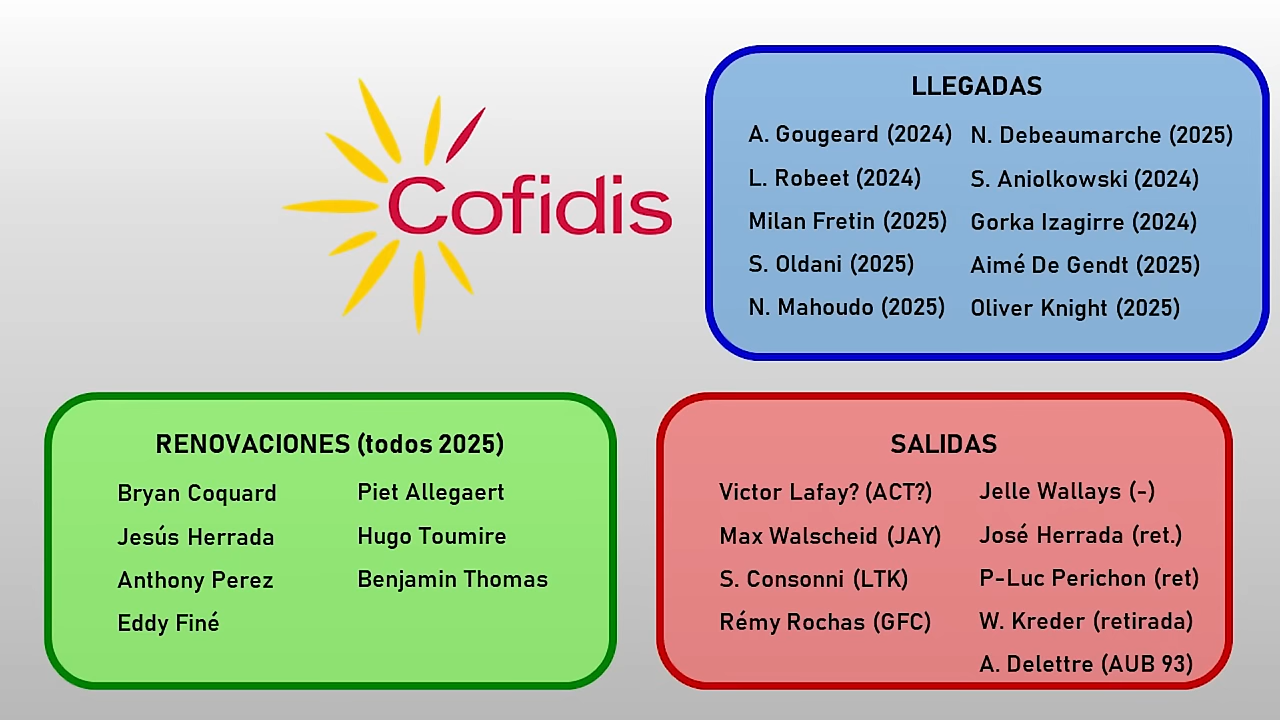 Cofidis
LLEGADAS
A. Gougeard (2024) N. Debeaumarche (2025)
L. Robeet (2024) S. Aniolkowski (2024)
Milan Fretin (2025) Gorka Izagirre (2024)
S. Oldani (2025) Aimé De Gendt (2025)
N. Mahoudo (2025) Oliver Knight (2025)
RENOVACIONES (todos 2025)
Bryan Coquard Piet Allegaert
Jesús Herrada Hugo Toumire
Anthony Perez Benjamin Thomas
Eddy Finé
SALIDAS
Victor Lafay? (ACT?) Jelle Wallays (-)
Max Walscheid (JAY) José Herrada (ret.)
S. Consonni (LTK) P-Luc Perichon (ret)
Rémy Rochas (GFC) W. Kreder (retirada)
A. Delettre (AUB 93)